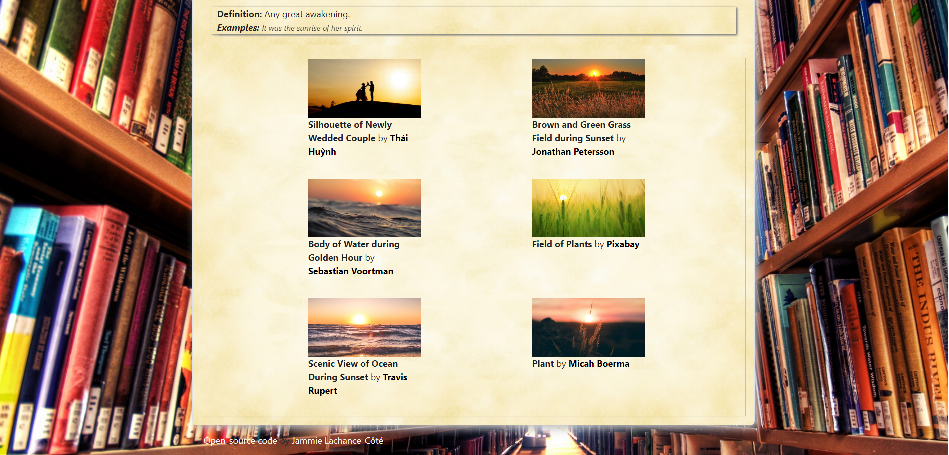 Definition: Any great awakening.
Examples: It was the sunrise of her spirit.
Silhouette of Newly
Wedded Couple by Thái
Huỳnh
Brown and Green Grass
Field during Sunset by
Jonathan Petersson
Body of Water during
Golden Hour by
Sebastian Voortman
Field of Plants by Pixabay
Scenic View of Ocean
During Sunset by Travis
Rupert
Plant by Micah Boerma
THE INDUS RIVER
Open-source code
Jammie Lachance-Côté